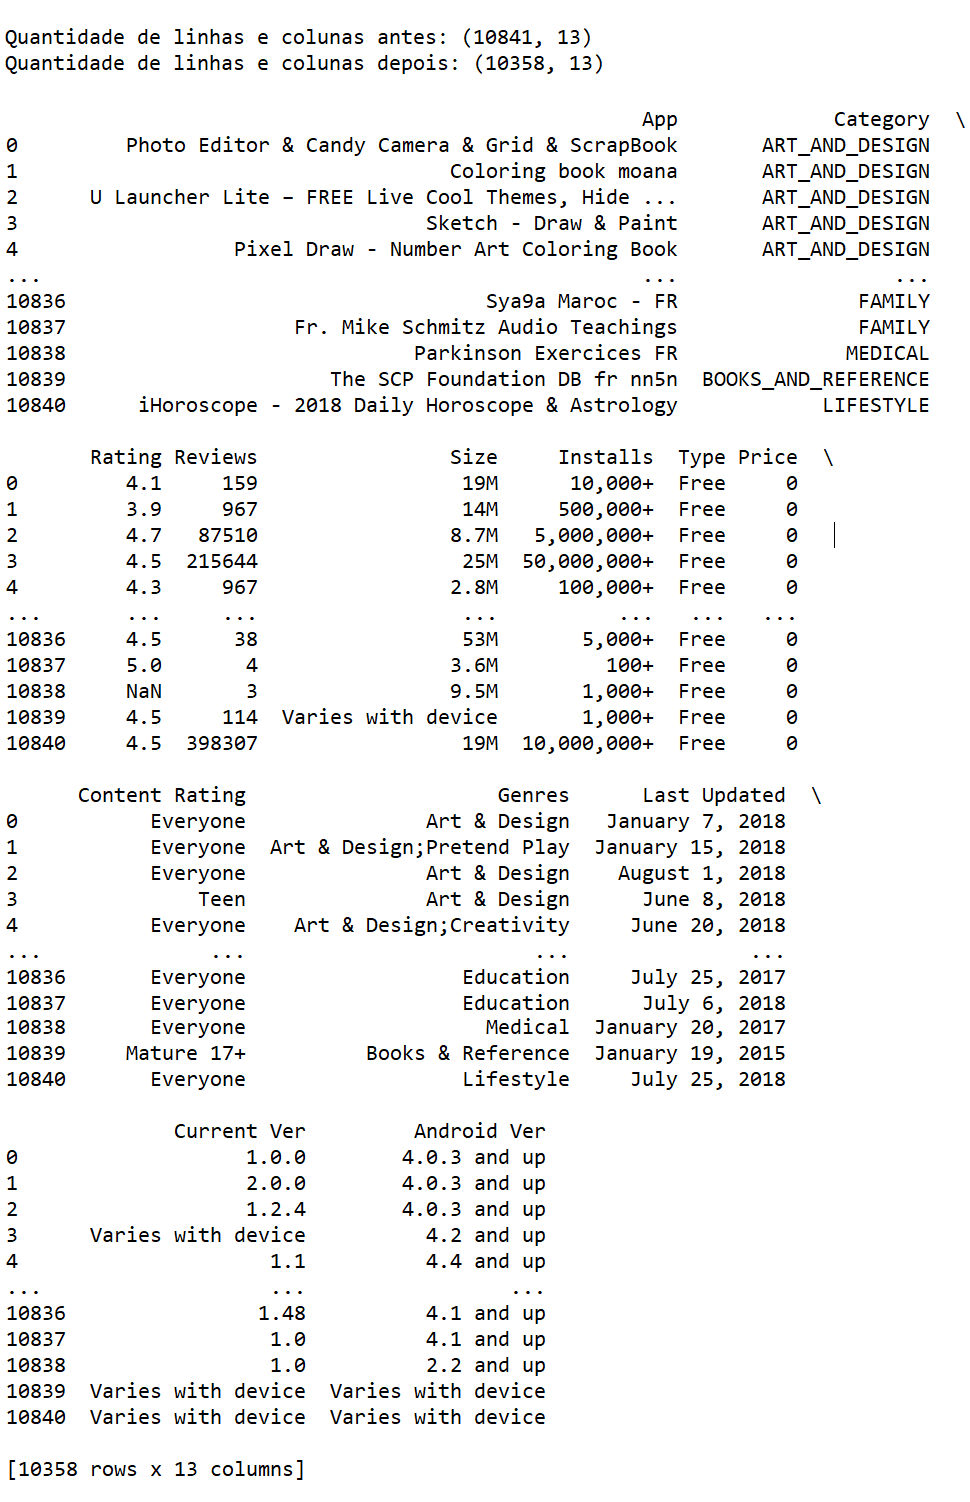 Quantidade de linhas e colunas antes: (10841, 13)
Quantidade de linhas e colunas depois: (10358, 13)
App Category \
0 Photo Editor & Candy Camera & Grid & ScrapBook ART_AND_DESIGN
1 Coloring book moana ART_AND_DESIGN
2 U Launcher Lite – FREE Live Cool Themes, Hide ... ART_AND_DESIGN
3 Sketch - Draw & Paint ART_AND_DESIGN
4 Pixel Draw - Number Art Coloring Book ART_AND_DESIGN
... ... ...
10836 Sya9a Maroc - FR FAMILY
10837 Fr. Mike Schmitz Audio Teachings FAMILY
10838 Parkinson Exercices FR MEDICAL
10839 The SCP Foundation DB fr nn5n BOOKS_AND_REFERENCE
10840 iHoroscope - 2018 Daily Horoscope & Astrology LIFESTYLE
Rating Reviews Size Installs Type Price \
0 4.1 159 19M 10,000+ Free 0
1 3.9 967 14M 500,000+ Free 0
2 4.7 87510 8.7M 5,000,000+ Free 0
3 4.5 215644 25M 50,000,000+ Free 0
4 4.3 967 2.8M 100,000+ Free 0
... ... ... ... ... ... ...
10836 4.5 38 53M 5,000+ Free 0
10837 5.0 4 3.6M 100+ Free 0
10838 NaN 3 9.5M 1,000+ Free 0
10839 4.5 114 Varies with device 1,000+ Free 0
10840 4.5 398307 19M 10,000,000+ Free 0
Content Rating Genres Last Updated \
0 Everyone Art & Design January 7, 2018
1 Everyone Art & Design;Pretend Play January 15, 2018
2 Everyone Art & Design August 1, 2018
3 Teen Art & Design June 8, 2018
4 Everyone Art & Design;Creativity June 20, 2018
... ... ... ...
10836 Everyone Education July 25, 2017
10837 Everyone Education July 6, 2018
10838 Everyone Medical January 20, 2017
10839 Mature 17+ Books & Reference January 19, 2015
10840 Everyone Lifestyle July 25, 2018
Current Ver Android Ver
0 1.0.0 4.0.3 and up
1 2.0.0 4.0.3 and up
2 1.2.4 4.0.3 and up
3 Varies with device 4.2 and up
4 1.1 4.4 and up
... ... ...
10836 1.48 4.1 and up
10837 1.0 4.1 and up
10838 1.0 2.2 and up
10839 Varies with device Varies with device
10840 Varies with device Varies with device
[10358 rows x 13 columns]